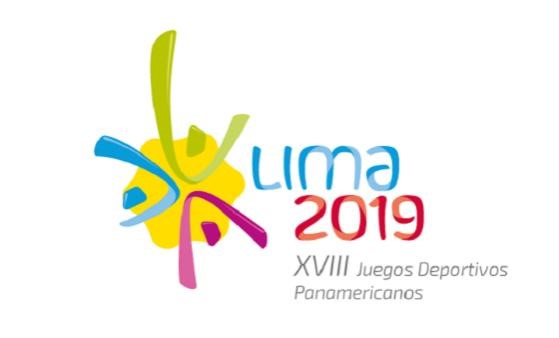 Lima
2019
XVIII Juegos Deportivos
Panamericanos